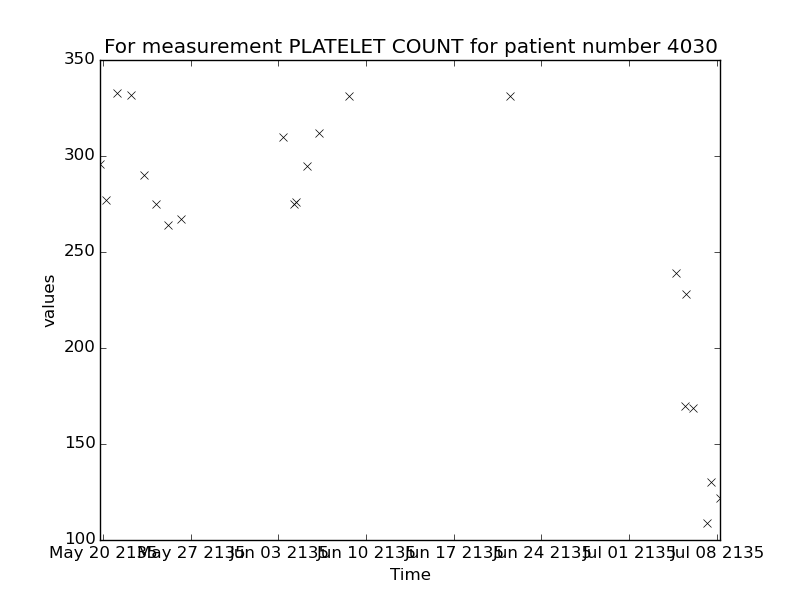 For measurement PLATELET COUNT for patient number 4030
350
300
250
200
150
100
values
May 20 2135 May 27 2135 Jun 03 2135 Jun 10 2135 Jun 17 2135 Jun 24 2135 Jul 01 2135 Jul 08 2135
Time